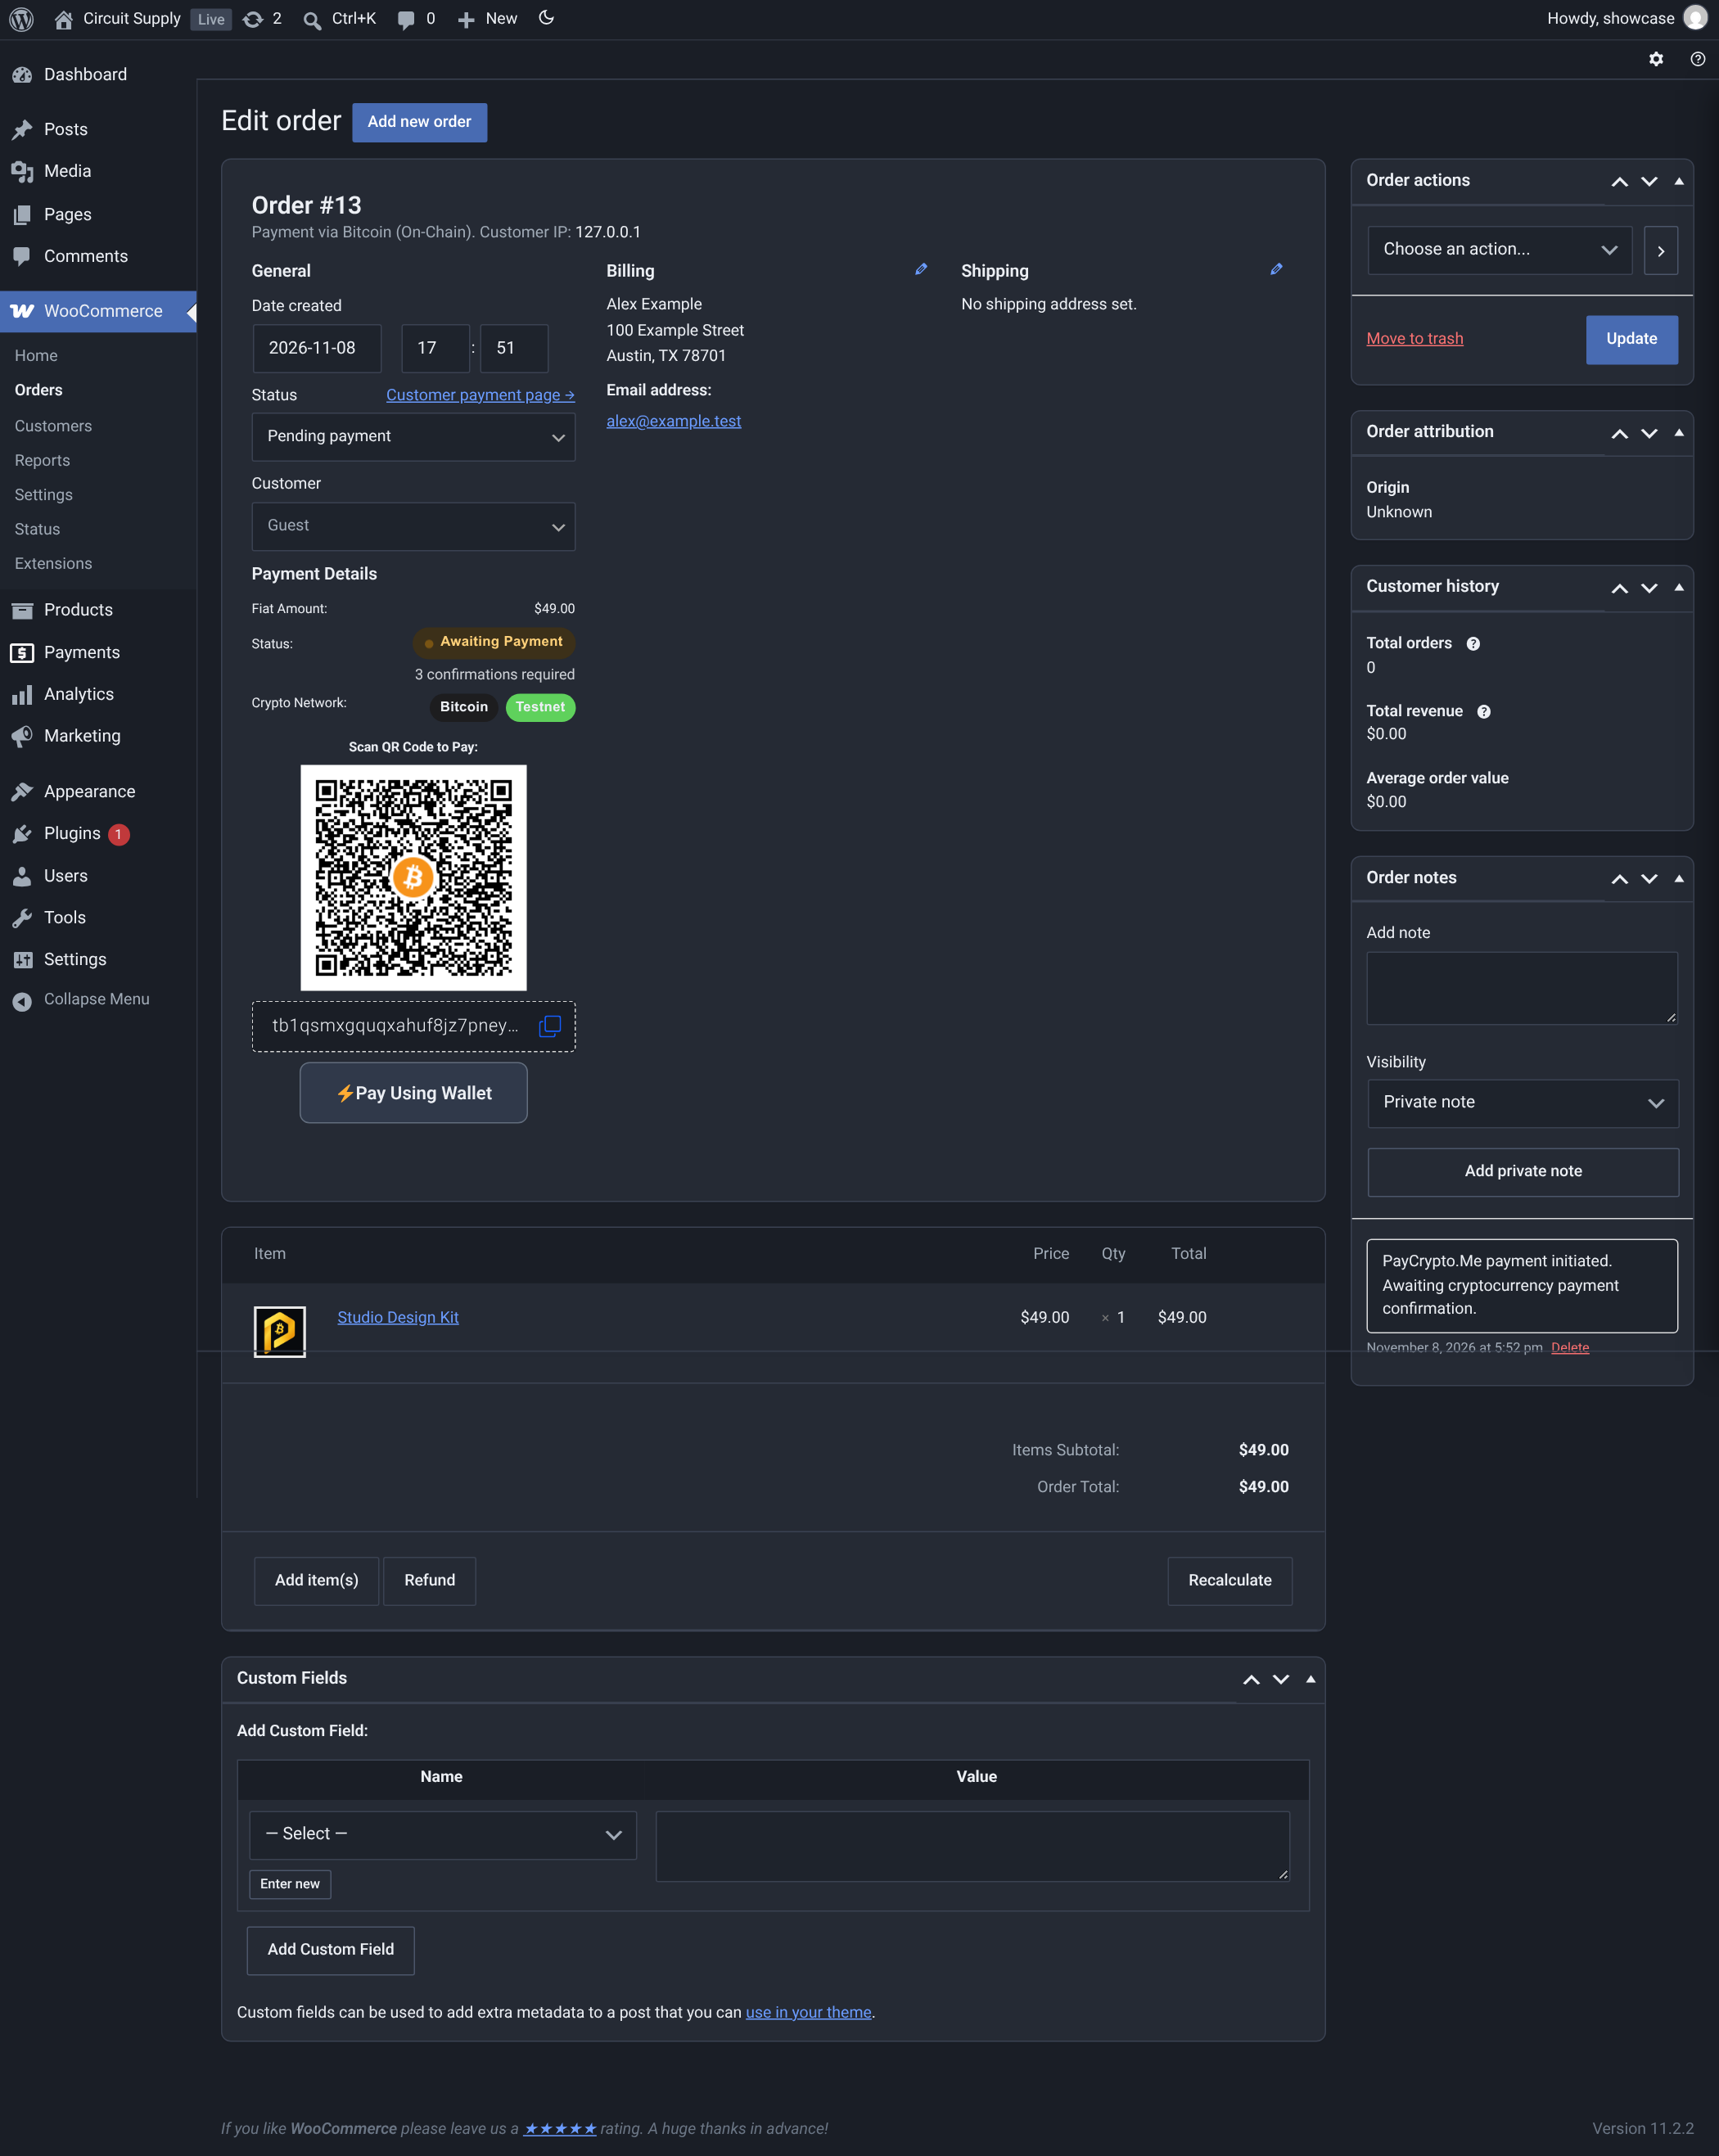 Circuit Supply Live 2 Ctrl+K 0 New
Howdy, showcase
Dashboard
Posts
Media
Pages
Comments
WooCommerce
Home
Orders
Customers
Reports
Settings
Status
Extensions
Products
Payments
Analytics
Marketing
Appearance
Plugins 1
Users
Tools
Settings
Collapse Menu
Edit order Add new order
Order #13
Payment via Bitcoin (On-Chain). Customer IP: 127.0.0.1
General
Date created
2026-11-08 17 : 51
Status Customer payment page →
Pending payment
Customer
Guest
Payment Details
Fiat Amount: $49.00
Status: Awaiting Payment
3 confirmations required
Crypto Network: Bitcoin Testnet
Scan QR Code to Pay:
tb1qsmxgquqxahuf8jz7pney...
⚡Pay Using Wallet
Billing
Alex Example
100 Example Street
Austin, TX 78701
Email address:
alex@example.test
Shipping
No shipping address set.
Item Price Qty Total
Studio Design Kit $49.00 × 1 $49.00
Items Subtotal: $49.00
Order Total: $49.00
Add item(s) Refund Recalculate
Custom Fields
Add Custom Field:
Name Value
— Select —
Enter new
Add Custom Field
Custom fields can be used to add extra metadata to a post that you can use in your theme.
Order actions
Choose an action...
Move to trash Update
Order attribution
Origin
Unknown
Customer history
Total orders ?
0
Total revenue ?
$0.00
Average order value
$0.00
Order notes
Add note
Visibility
Private note
Add private note
PayCrypto.Me payment initiated.
Awaiting cryptocurrency payment
confirmation.
November 8, 2026 at 5:52 pm Delete
If you like WooCommerce please leave us a ★★★★★ rating. A huge thanks in advance!
Version 11.2.2